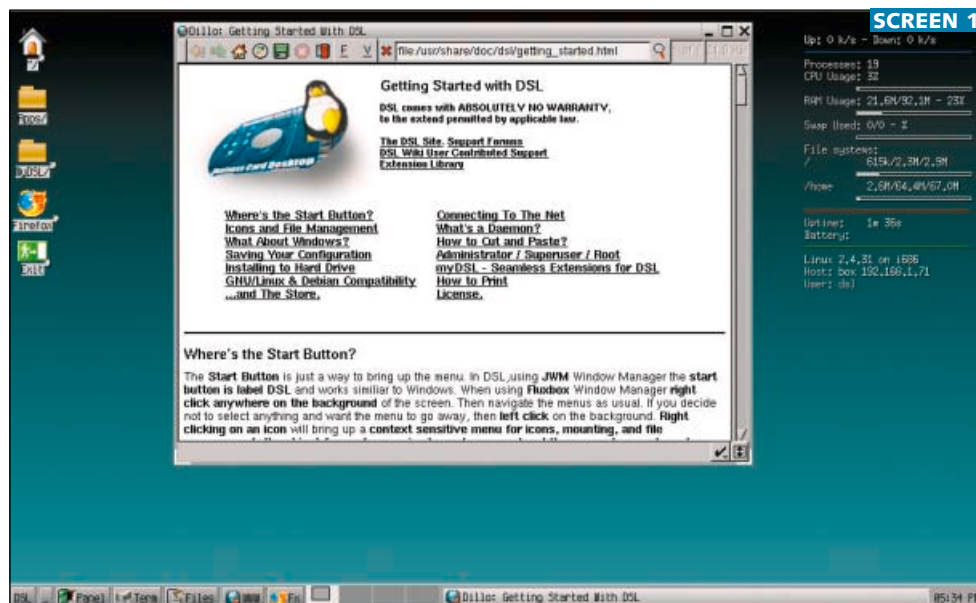 SCREEN 1
Dillo: Getting Started With DSL
file:/usr/share/doc/dsl/getting_started.html
Getting Started with DSL
DSL comes with ABSOLUTELY NO WARRANTY,
to the extend permitted by applicable law.
The DSL Site, Support Forums
DSL Wiki User Contributed Support
Extension Library
Where's the Start Button?
Icons and File Management
What About Windows?
Saving Your Configuration
Installing to Hard Drive
GNU/Linux & Debian Compatibility
...and The Store.
Connecting To The Net
What's a Daemon?
How to Cut and Paste?
Administrator / Superuser / Root
myDSL - Seamless Extensions for DSL
How to Print
License.
Where's the Start Button?
The Start Button is just a way to bring up the menu. In DSL,using JWM Window Manager the start
button is label DSL and works similiar to Windows. When using Fluxbox Window Manager right
click anywhere on the background of the screen. Then navigate the menus as usual. If you decide
not to select anything and want the menu to go away, then left click on the background. Right
clicking on an icon will bring up a context sensitive menu for icons, mounting, and file
Apps/
myDSL/
Firefox
Exit
Up: 0 k/s - Down: 0 k/s
Processes: 19
CPU Usage: 3%
RAM Usage: 21.6M/92.1M - 23%
Swap Used: 0/0 - %
File systems:
/ 615k/2.3M/2.9M
/home 2.6M/64.4M/67.0M
Uptime: 1m 36s
Battery:
Linux 2.4.31 on i686
Host: box 192.168.1.71
User: dsl
DSL
Panel
Term
Files
WW
Fi
Dillo: Getting Started With DSL
05:34 P